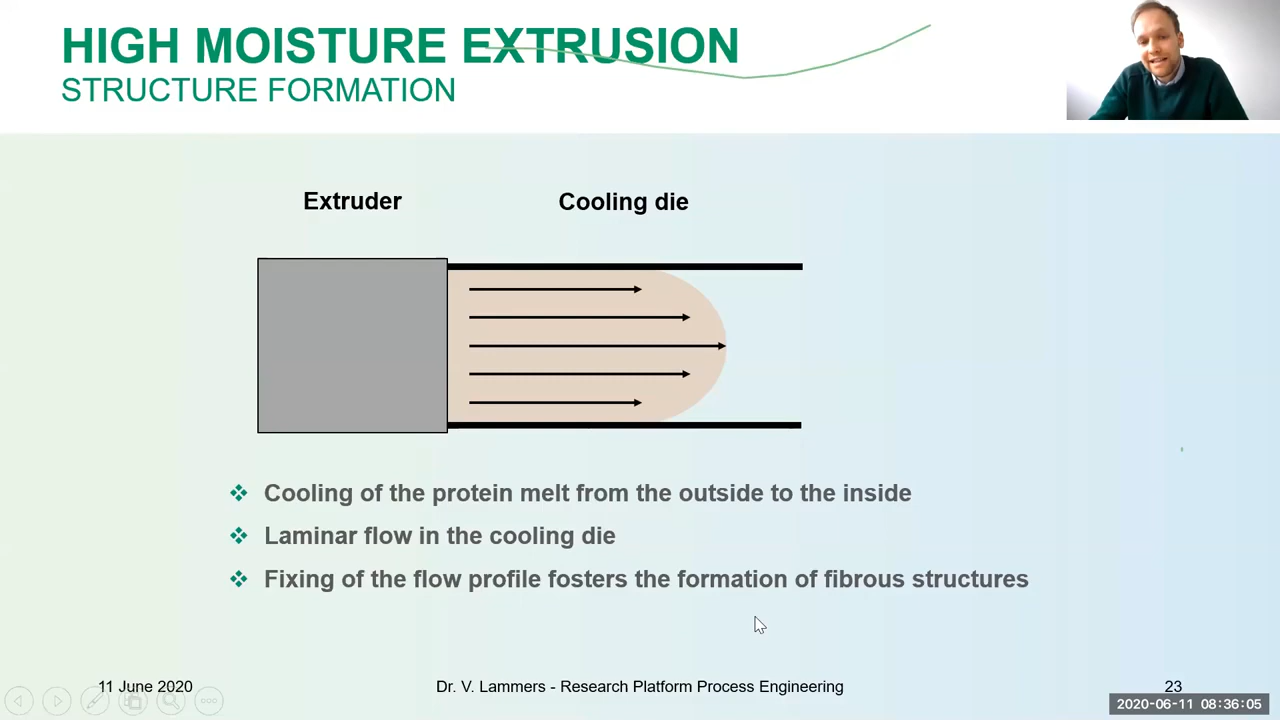 HIGH MOISTURE EXTRUSION
STRUCTURE FORMATION
Extruder
Cooling die
Cooling of the protein melt from the outside to the inside
Laminar flow in the cooling die
Fixing of the flow profile fosters the formation of fibrous structures
11 June 2020
Dr. V. Lammers - Research Platform Process Engineering
23
2020-06-11 08:36:05